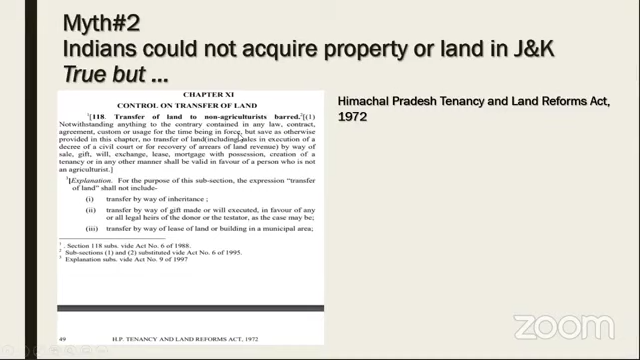 Myth#2
Indians could not acquire property or land in J&K
True but ...
CHAPTER XI
CONTROL ON TRANSFER OF LAND
¹[118. Transfer of land to non-agriculturists barred.²[(1)
Notwithstanding anything to the contrary contained in any law, contract,
agreement, custom or usage for the time being in force, but save as otherwise
provided in this chapter, no transfer of land(including sales in execution of a
decree of a civil court or for recovery of arrears of land revenue) by way of
sale, gift, will, exchange, lease, mortgage with possession, creation of a
tenancy or in any other manner shall be valid in favour of a person who is not
an agriculturist.]
³[Explanation. For the purpose of this sub-section, the expression "transfer
of land" shall not include-
(i) transfer by way of inheritance;
(ii) transfer by way of gift made or will executed, in favour of any
or all legal heirs of the donor or the testator, as the case may be;
(iii) transfer by way of lease of land or building in a municipal area;
¹. Section 118 subs. vide Act No. 6 of 1988.
² Sub-sections (1) and (2) substituted vide Act No. 6 of 1995.
³ Explanation subs. vide Act No. 9 of 1997
49 H.P. TENANCY AND LAND REFORMS ACT, 1972
Himachal Pradesh Tenancy and Land Reforms Act,
1972
zoom